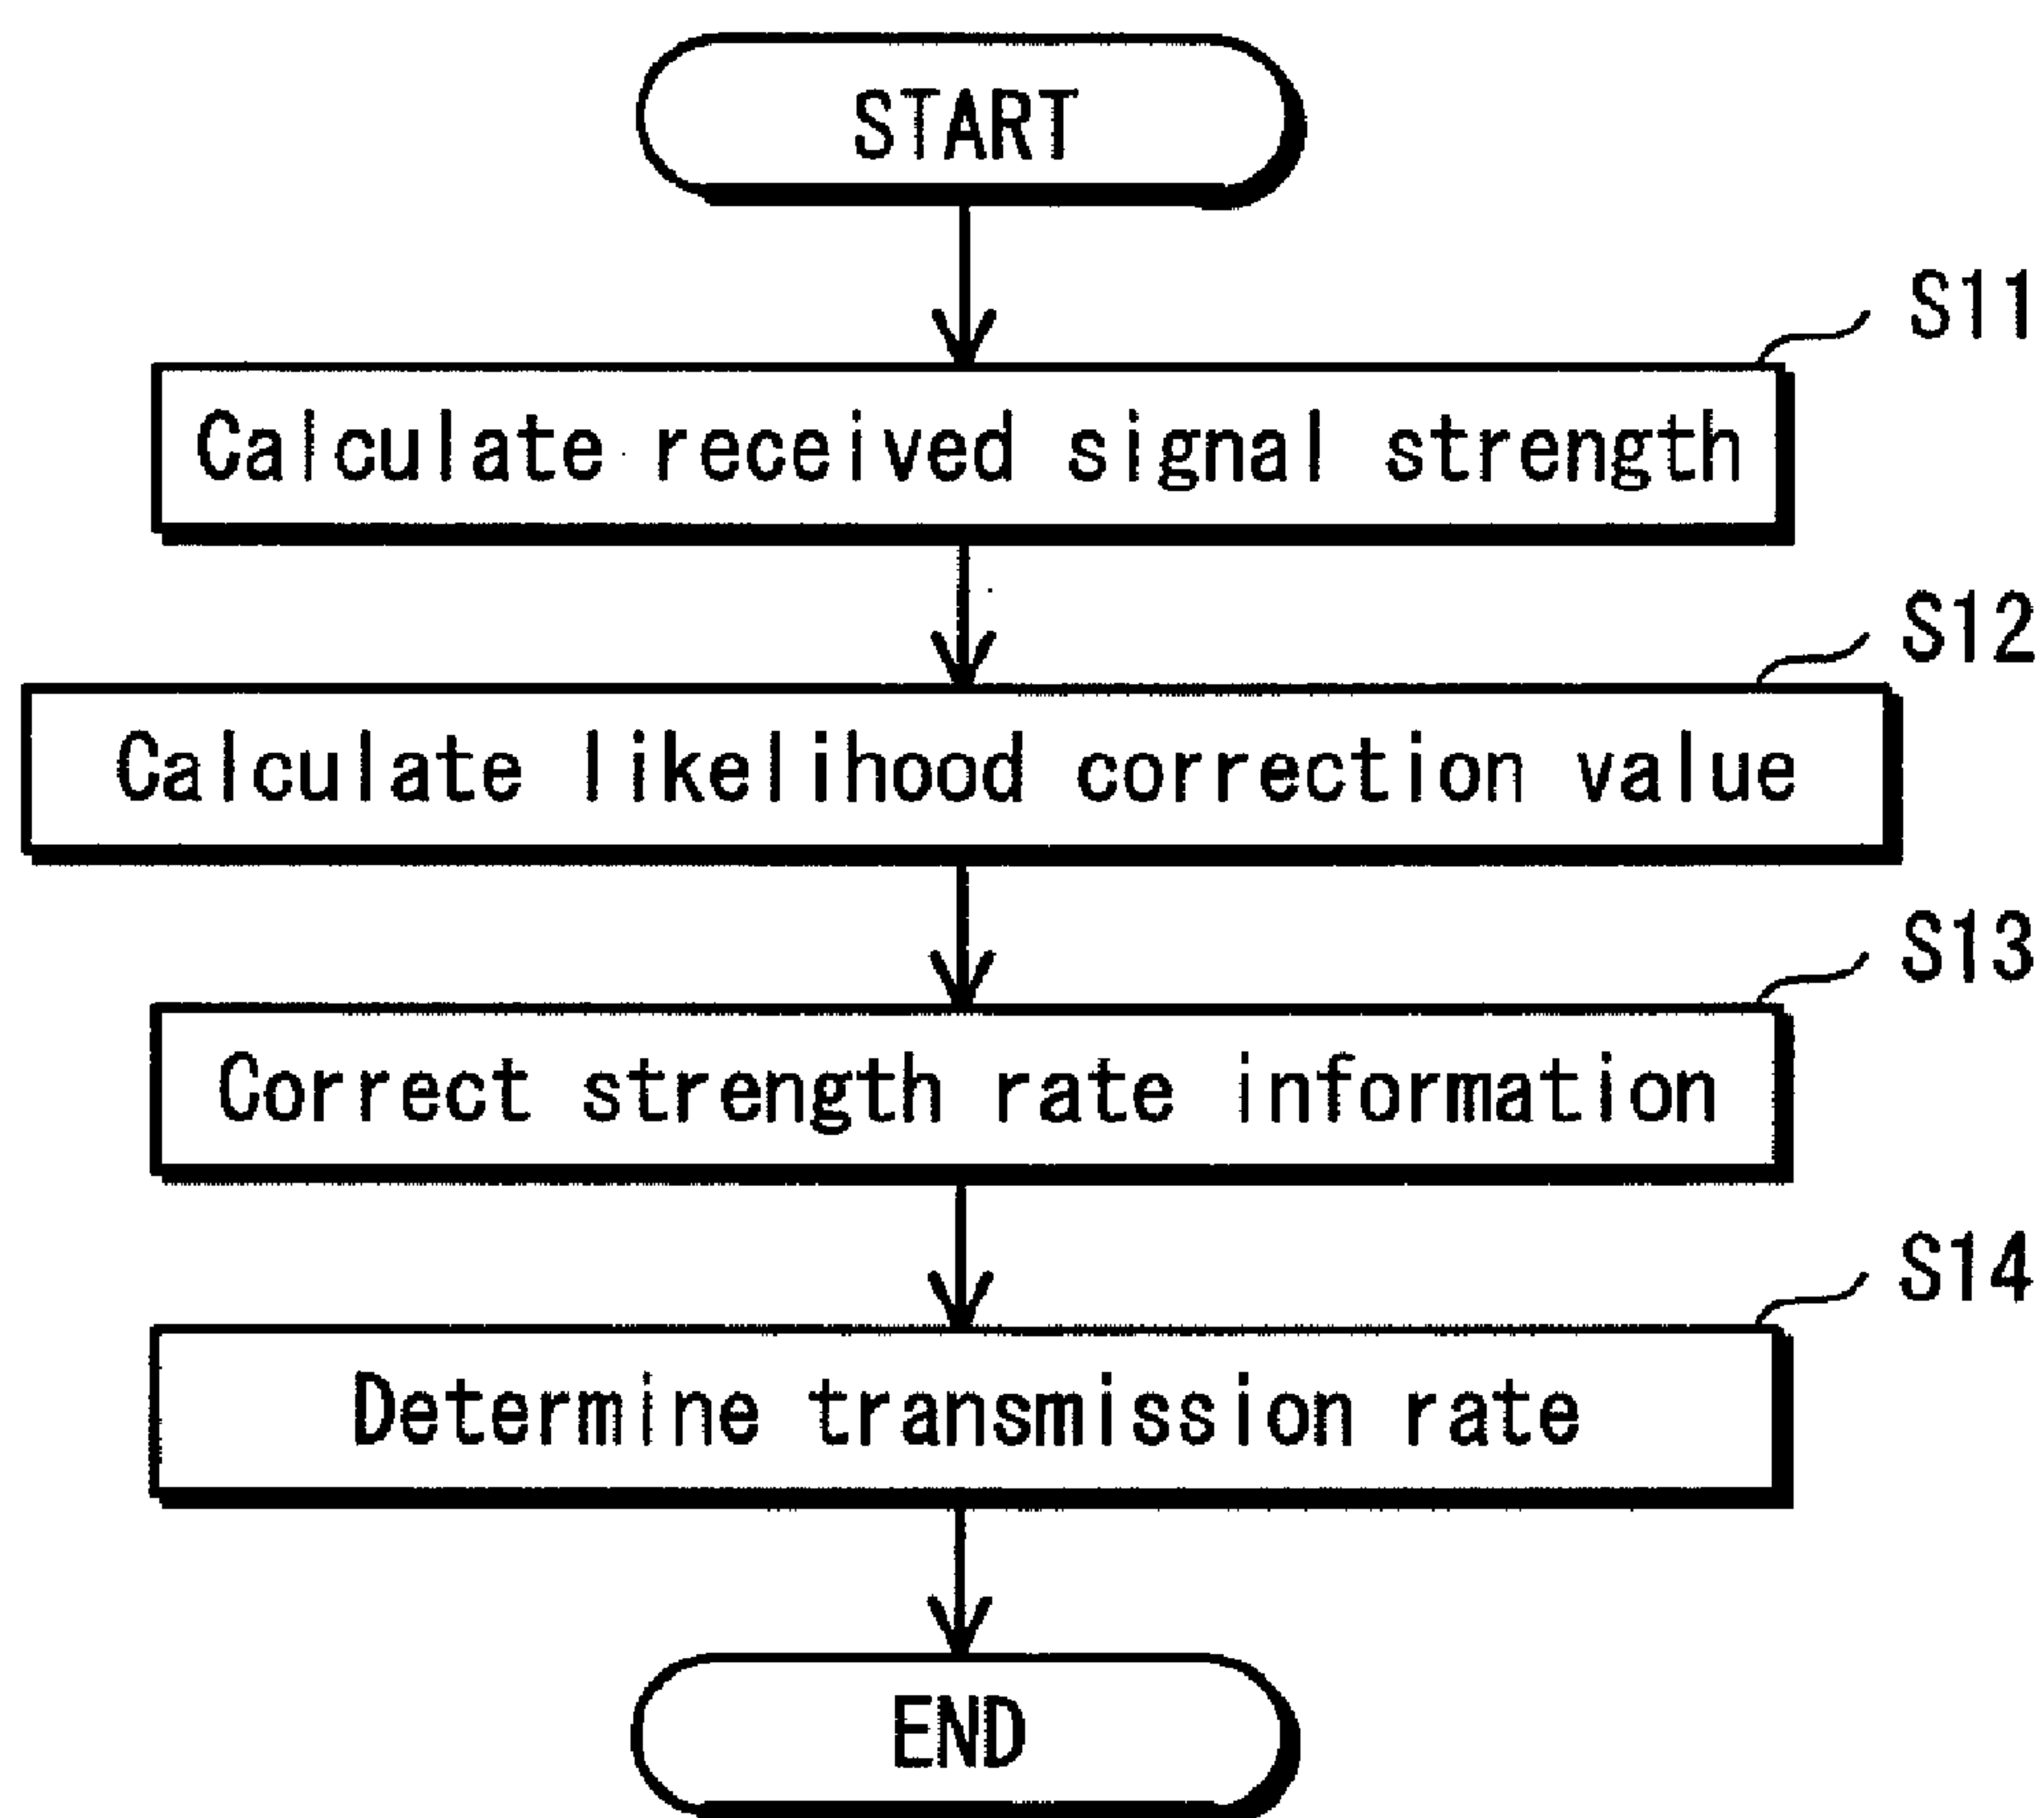 START
S11
Calculate received signal strength
S12
Calculate likelihood correction value
S13
Correct strength rate information
S14
Determine transmission rate
END